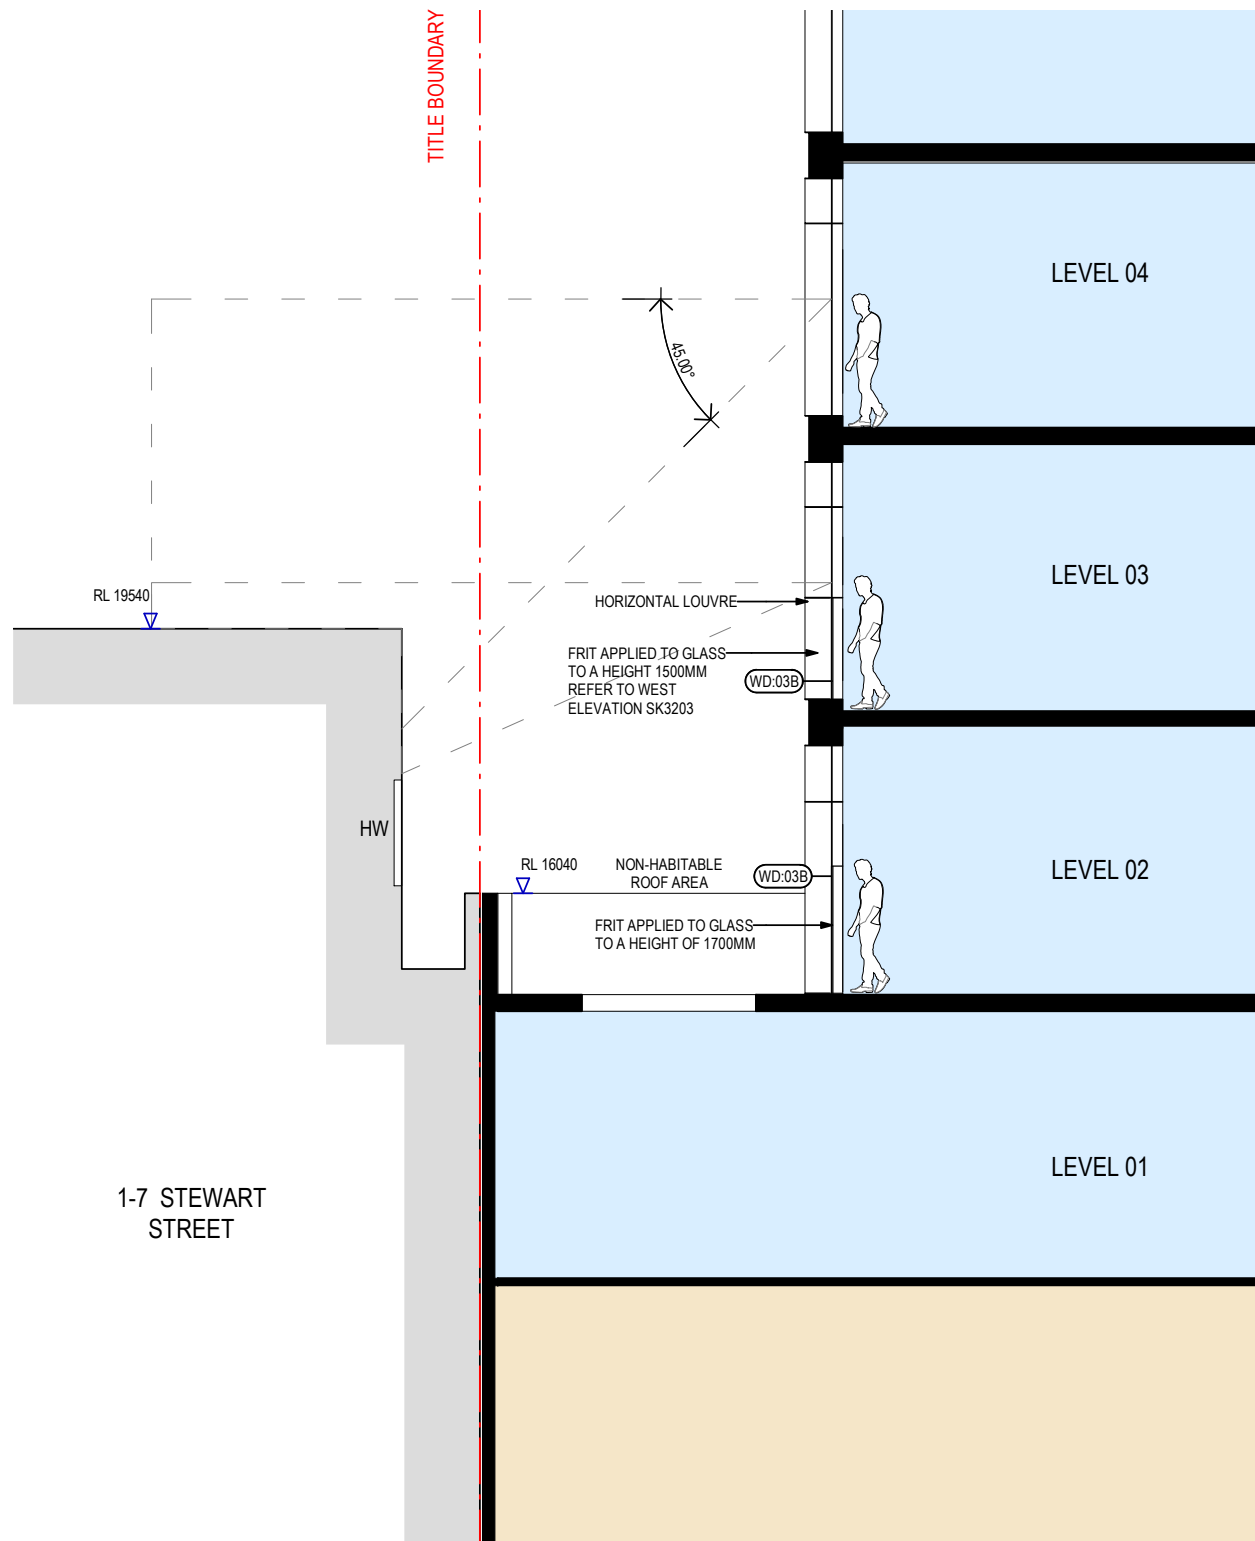 TITLE BOUNDARY
LEVEL 04
45.00°
LEVEL 03
RL 19540
HORIZONTAL LOUVRE
FRIT APPLIED TO GLASS
TO A HEIGHT 1500MM
REFER TO WEST
ELEVATION SK3203
WD:03B
HW
RL 16040
NON-HABITABLE
ROOF AREA
WD:03B
LEVEL 02
FRIT APPLIED TO GLASS
TO A HEIGHT OF 1700MM
LEVEL 01
1-7 STEWART
STREET